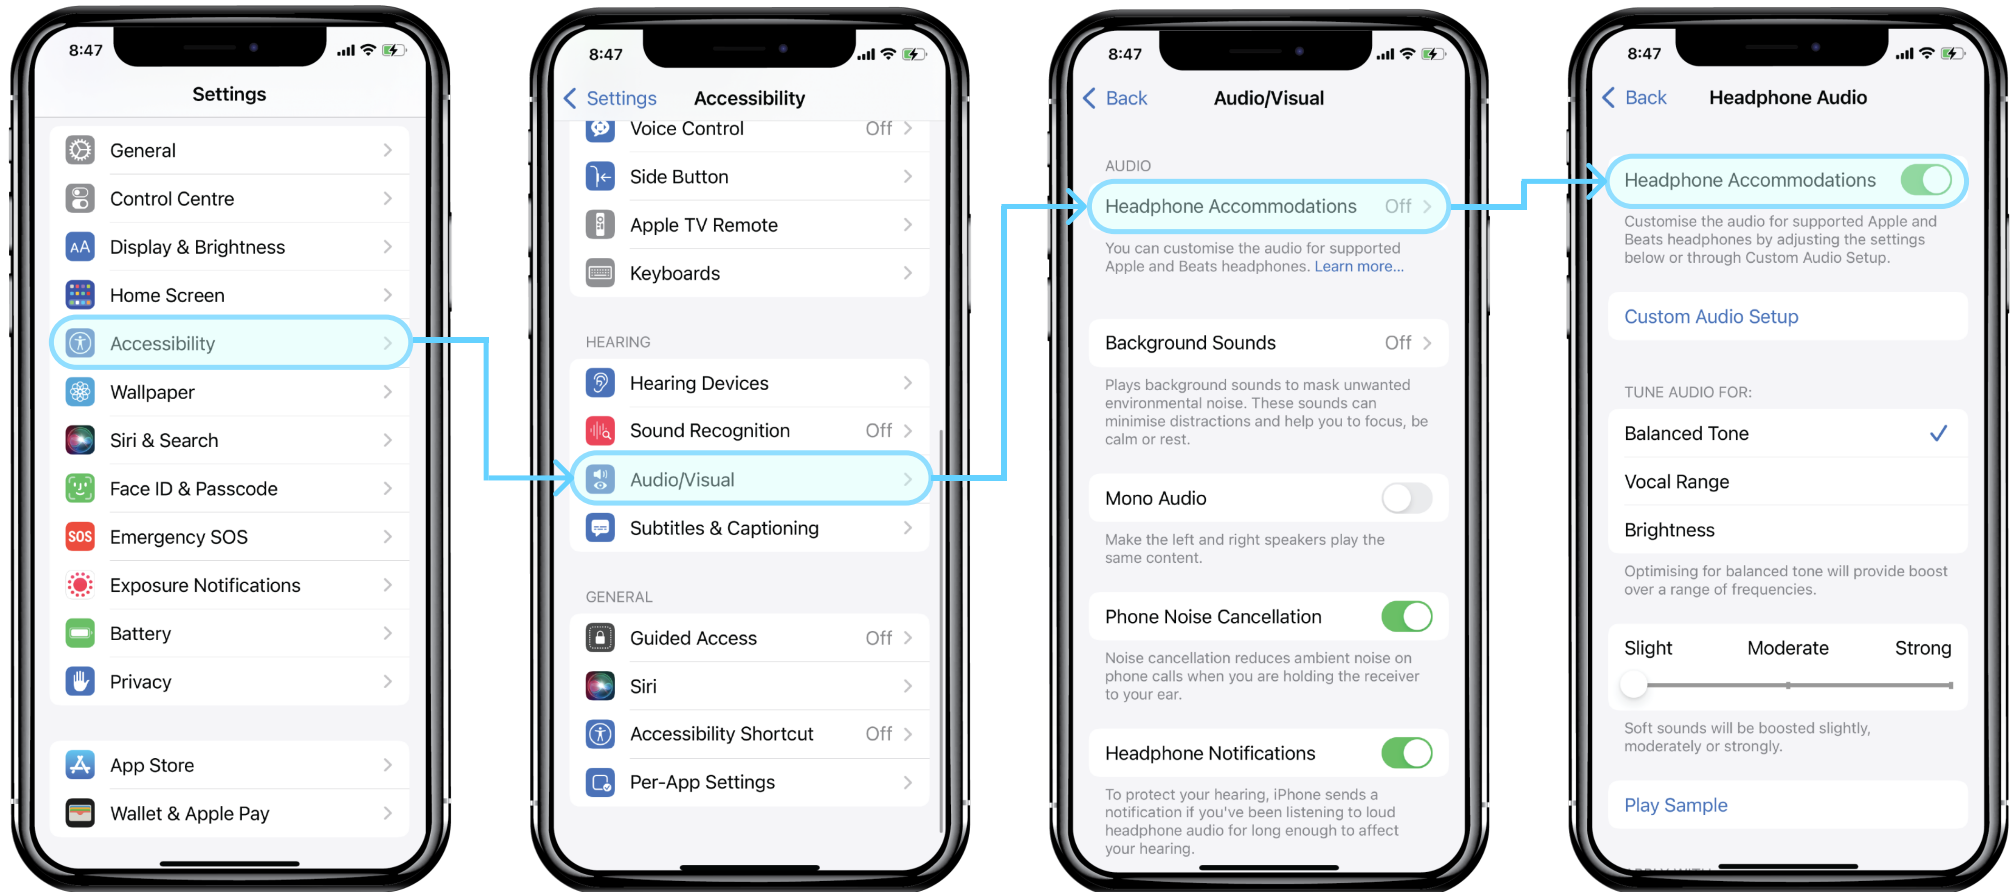 8:47
Settings
General
Control Centre
Display & Brightness
Home Screen
Accessibility
Wallpaper
Siri & Search
Face ID & Passcode
SOS Emergency SOS
Exposure Notifications
Battery
Privacy
App Store
Wallet & Apple Pay
8:47
Settings Accessibility
Voice Control Off
Side Button
Apple TV Remote
Keyboards
HEARING
Hearing Devices
Sound Recognition Off
Audio/Visual
Subtitles & Captioning
GENERAL
Guided Access Off
Siri
Accessibility Shortcut Off
Per-App Settings
8:47
Back Audio/Visual
AUDIO
Headphone Accommodations Off
You can customise the audio for supported
Apple and Beats headphones. Learn more...
Background Sounds Off
Plays background sounds to mask unwanted
environmental noise. These sounds can
minimise distractions and help you to focus, be
calm or rest.
Mono Audio
Make the left and right speakers play the
same content.
Phone Noise Cancellation
Noise cancellation reduces ambient noise on
phone calls when you are holding the receiver
to your ear.
Headphone Notifications
To protect your hearing, iPhone sends a
notification if you've been listening to loud
headphone audio for long enough to affect
your hearing.
8:47
Back Headphone Audio
Headphone Accommodations
Customise the audio for supported Apple and
Beats headphones by adjusting the settings
below or through Custom Audio Setup.
Custom Audio Setup
TUNE AUDIO FOR:
Balanced Tone
Vocal Range
Brightness
Optimising for balanced tone will provide boost
over a range of frequencies.
Slight Moderate Strong
Soft sounds will be boosted slightly,
moderately or strongly.
Play Sample